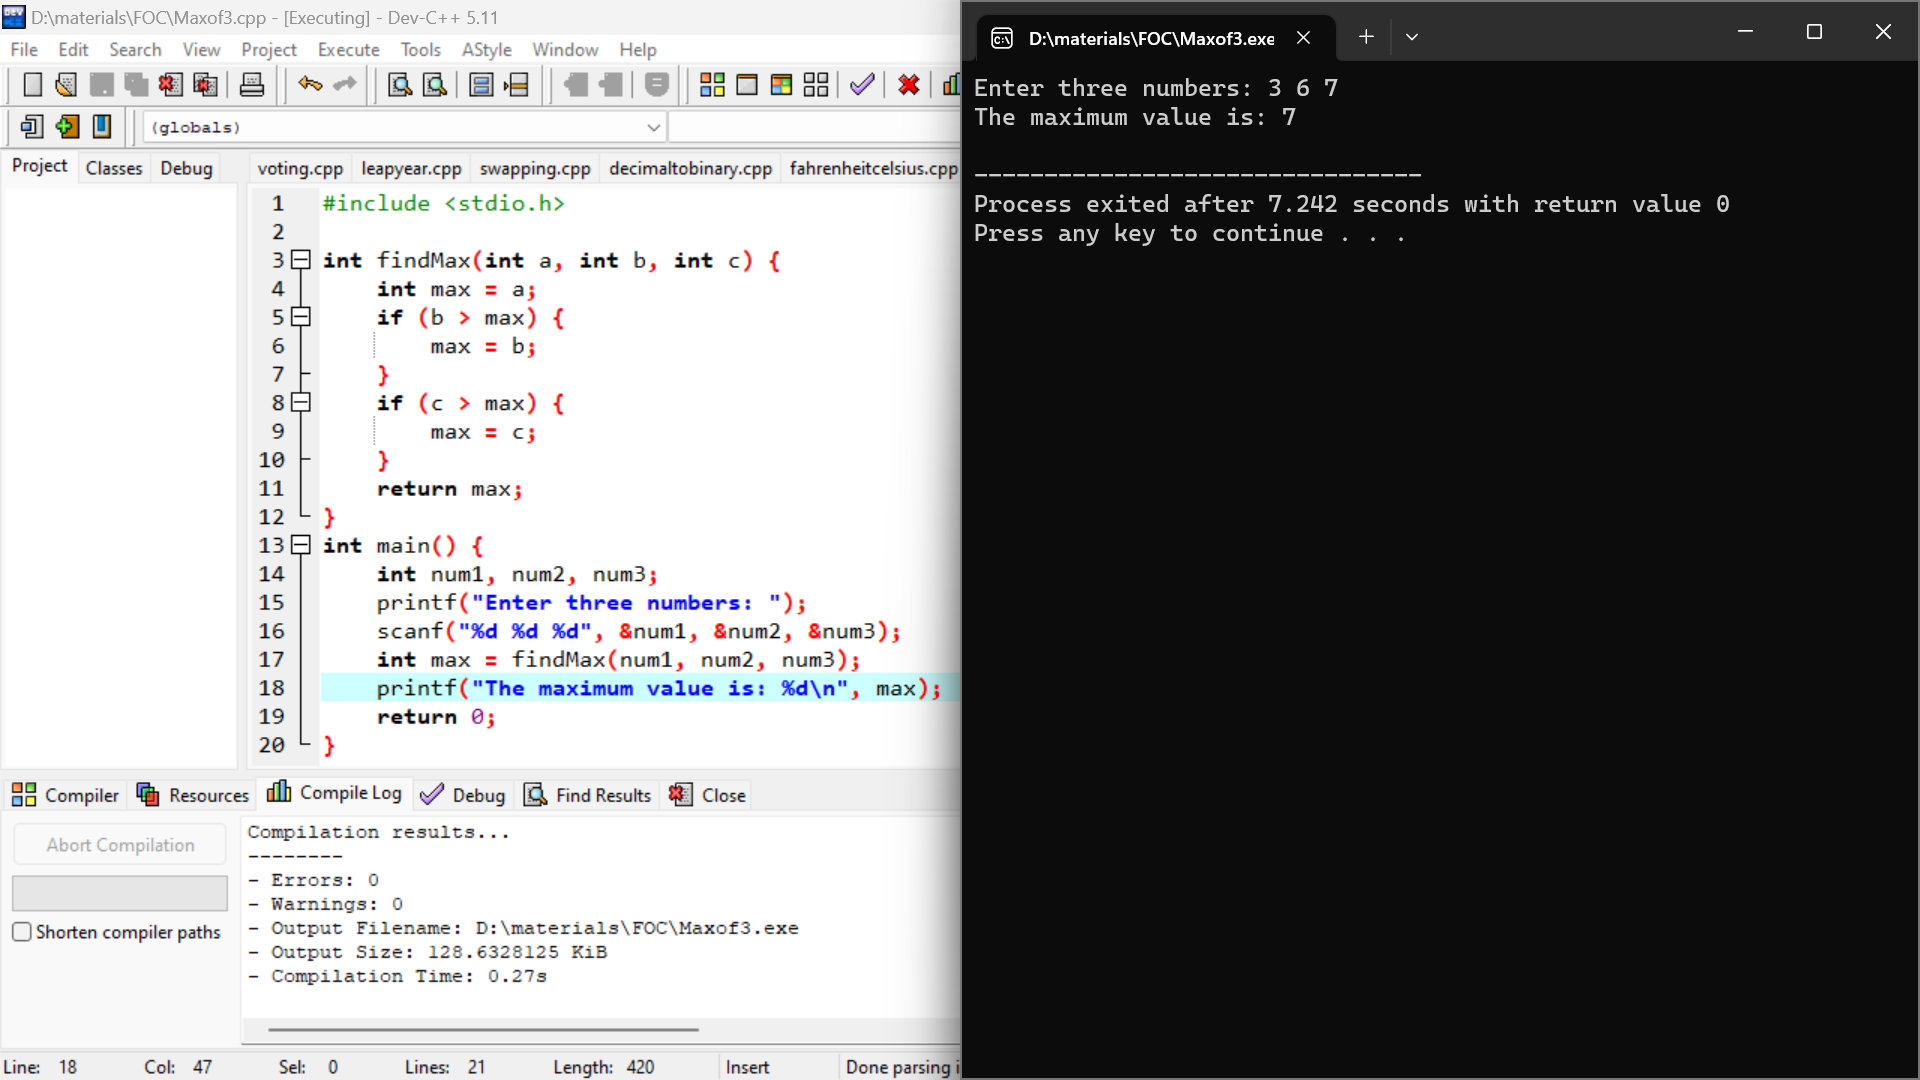 D:\materials\FOC\Maxof3.cpp - [Executing] - Dev-C++ 5.11
File Edit Search View Project Execute Tools AStyle Window Help
(globals)
Project Classes Debug
voting.cpp leapyear.cpp swapping.cpp decimaltobinary.cpp fahrenheitcelsius.cpp
1 #include <stdio.h>
2
3 int findMax(int a, int b, int c) {
4     int max = a;
5     if (b > max) {
6         max = b;
7     }
8     if (c > max) {
9         max = c;
10     }
11     return max;
12 }
13 int main() {
14     int num1, num2, num3;
15     printf("Enter three numbers: ");
16     scanf("%d %d %d", &num1, &num2, &num3);
17     int max = findMax(num1, num2, num3);
18     printf("The maximum value is: %d\n", max);
19     return 0;
20 }
Compiler Resources Compile Log Debug Find Results Close
Abort Compilation
Shorten compiler paths
Compilation results...
--------
- Errors: 0
- Warnings: 0
- Output Filename: D:\materials\FOC\Maxof3.exe
- Output Size: 128.6328125 KiB
- Compilation Time: 0.27s
Line: 18 Col: 47 Sel: 0 Lines: 21 Length: 420 Insert Done parsing i
D:\materials\FOC\Maxof3.exe
Enter three numbers: 3 6 7
The maximum value is: 7
--------------------------------
Process exited after 7.242 seconds with return value 0
Press any key to continue . . .